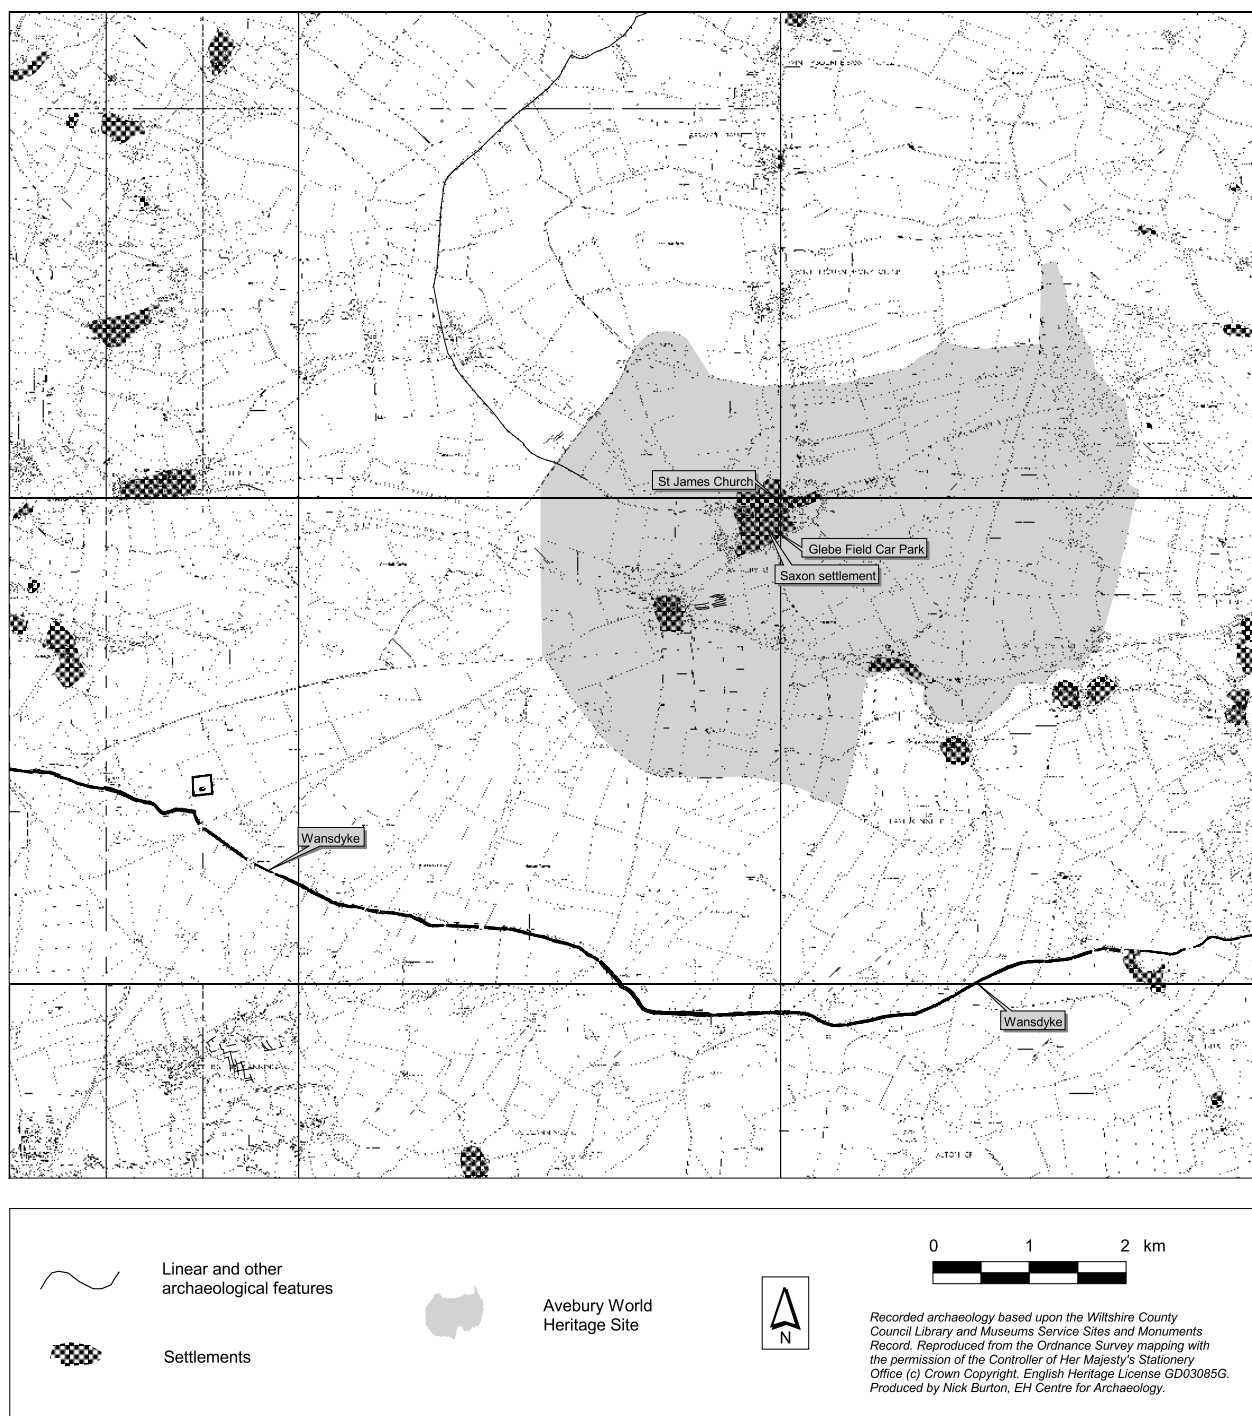 St James Church
Glebe Field Car Park
Saxon settlement
Wansdyke
Wansdyke
0 1 2 km
Linear and other
archaeological features
Avebury World
Heritage Site
N
Settlements
Recorded archaeology based upon the Wiltshire County
Council Library and Museums Service Sites and Monuments
Record. Reproduced from the Ordnance Survey mapping with
the permission of the Controller of Her Majesty's Stationery
Office (c) Crown Copyright. English Heritage License GD03085G.
Produced by Nick Burton, EH Centre for Archaeology.